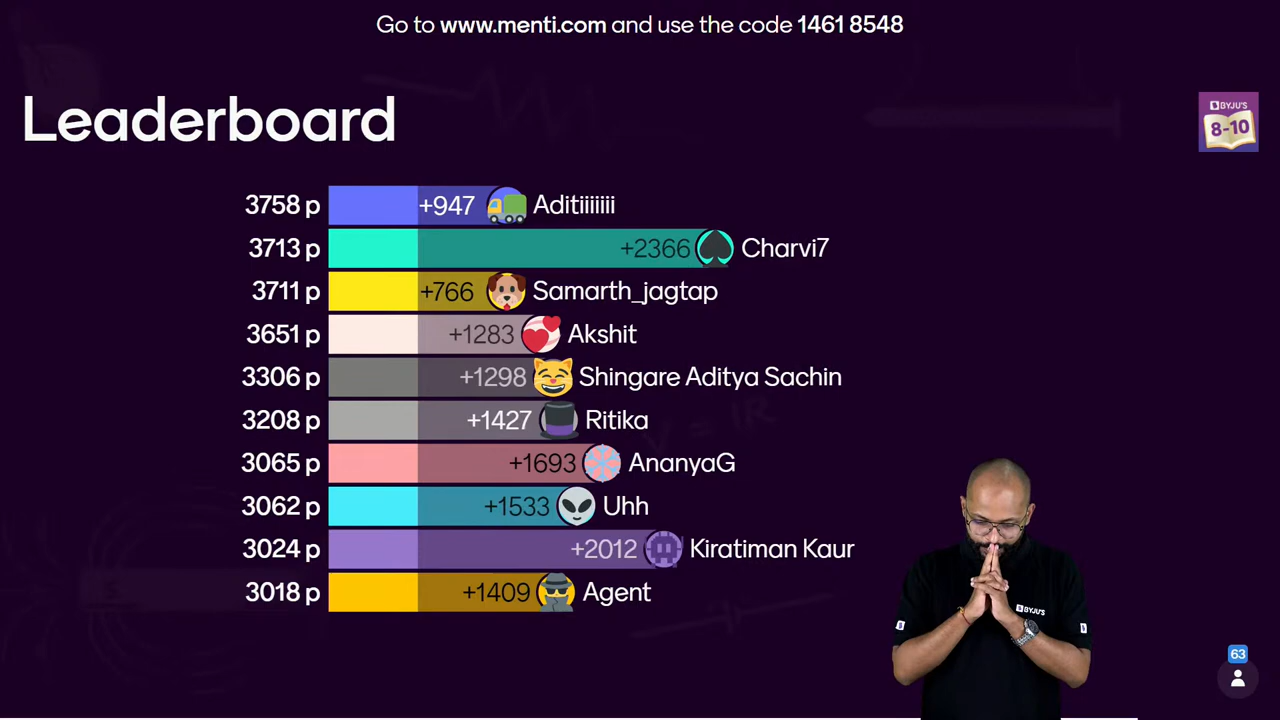 Go to www.menti.com and use the code 1461 8548
Leaderboard
BYJU'S
8-10
3758 p +947 Aditiiiiiii
3713 p +2366 Charvi7
3711 p +766 Samarth_jagtap
3651 p +1283 Akshit
3306 p +1298 Shingare Aditya Sachin
3208 p +1427 Ritika
3065 p +1693 AnanyaG
3062 p +1533 Uhh
3024 p +2012 Kiratiman Kaur
3018 p +1409 Agent
V = IR
BYJU'S
63